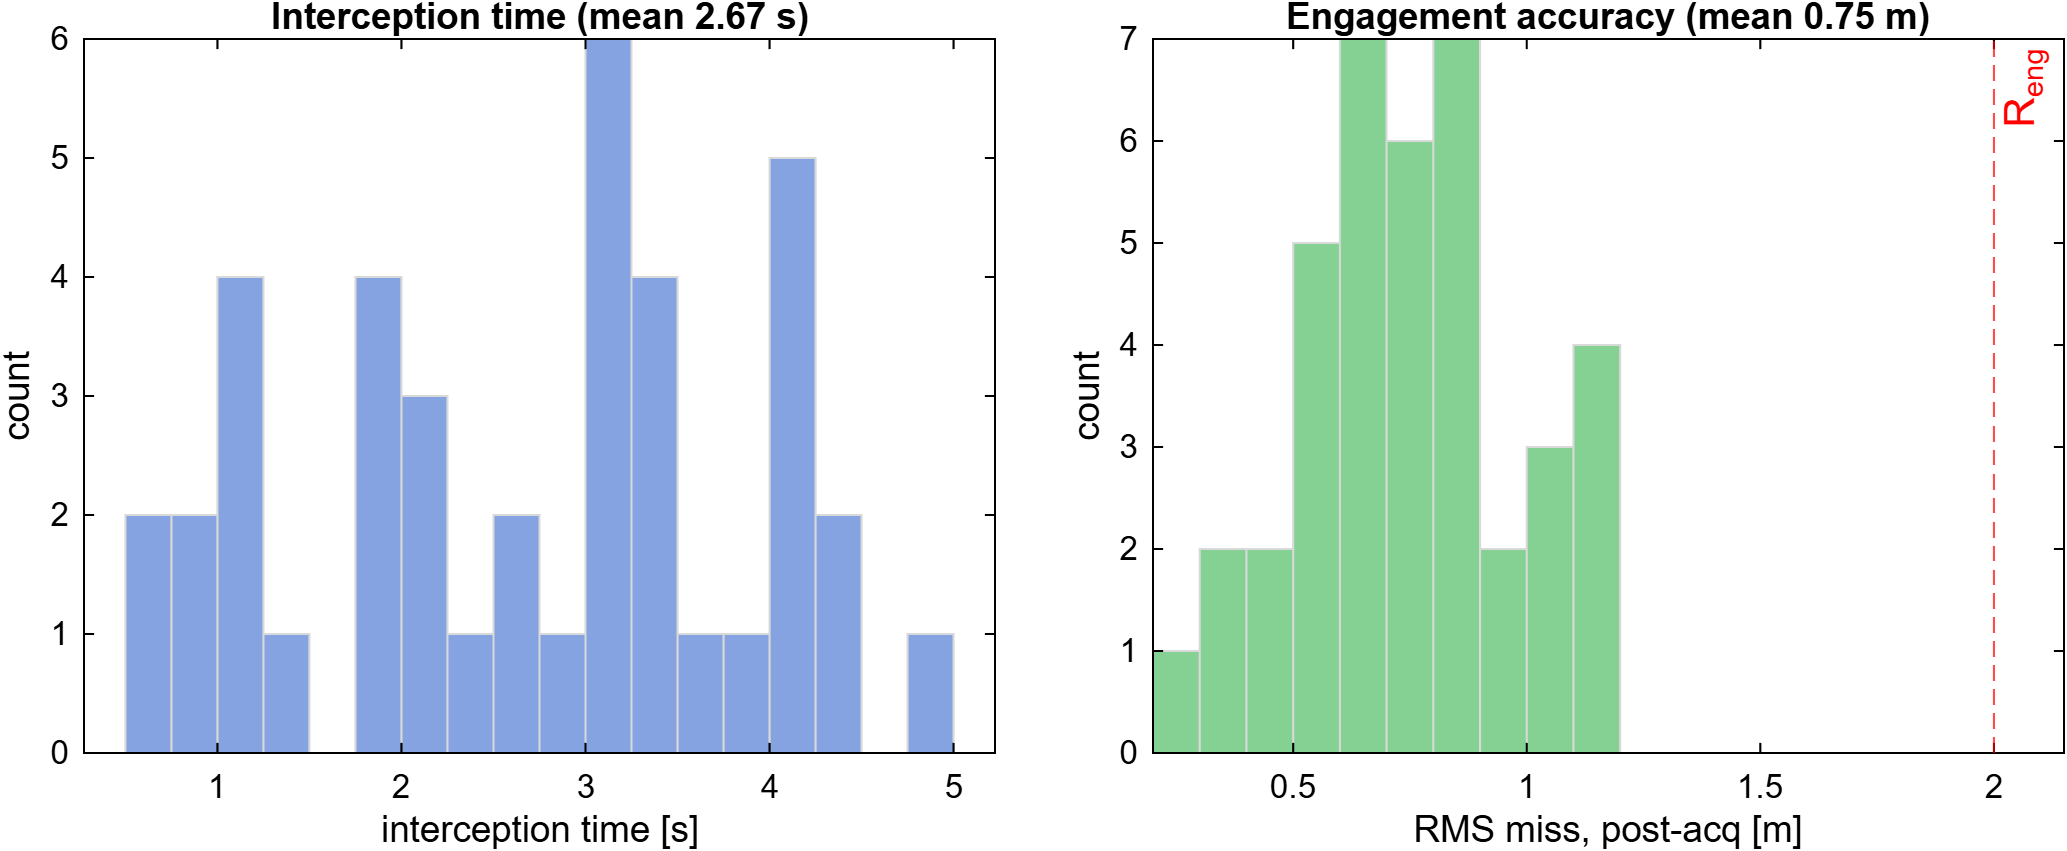 Interception time (mean 2.67 s)
6
5
4
3
2
1
0
count
1 2 3 4 5
interception time [s]
Engagement accuracy (mean 0.75 m)
7
6
5
4
3
2
1
0
count
R_eng
0.5 1 1.5 2
RMS miss, post-acq [m]